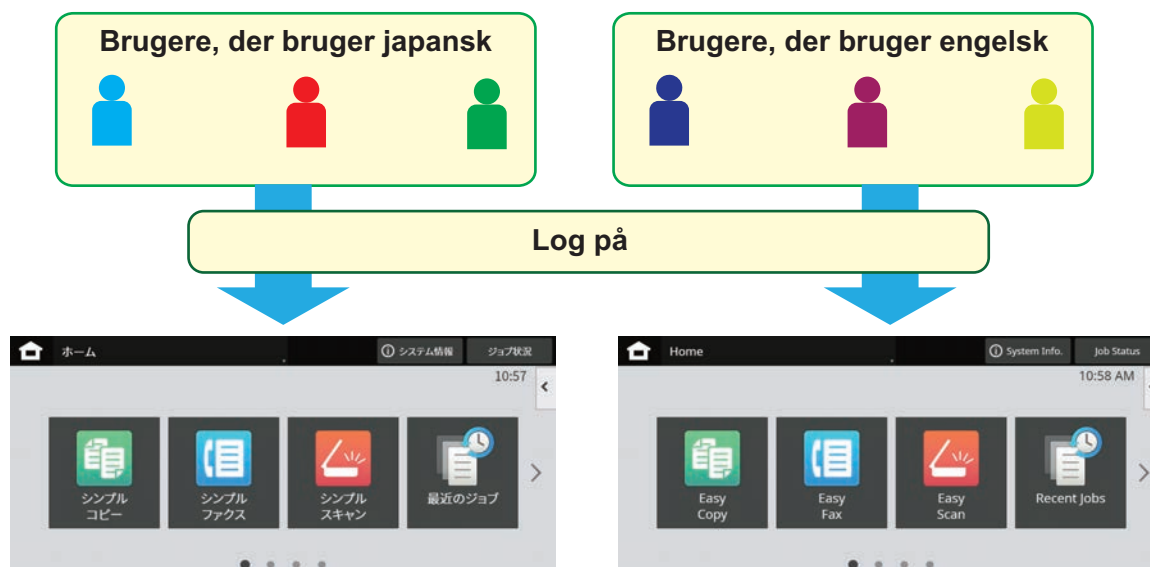 Brugere, der bruger japansk
Brugere, der bruger engelsk
Log på
ホーム
システム情報
ジョブ状況
10:57
シンプル
コピー
シンプル
ファクス
シンプル
スキャン
最近のジョブ
Home
System Info.
Job Status
10:58 AM
Easy
Copy
Easy
Fax
Easy
Scan
Recent Jobs